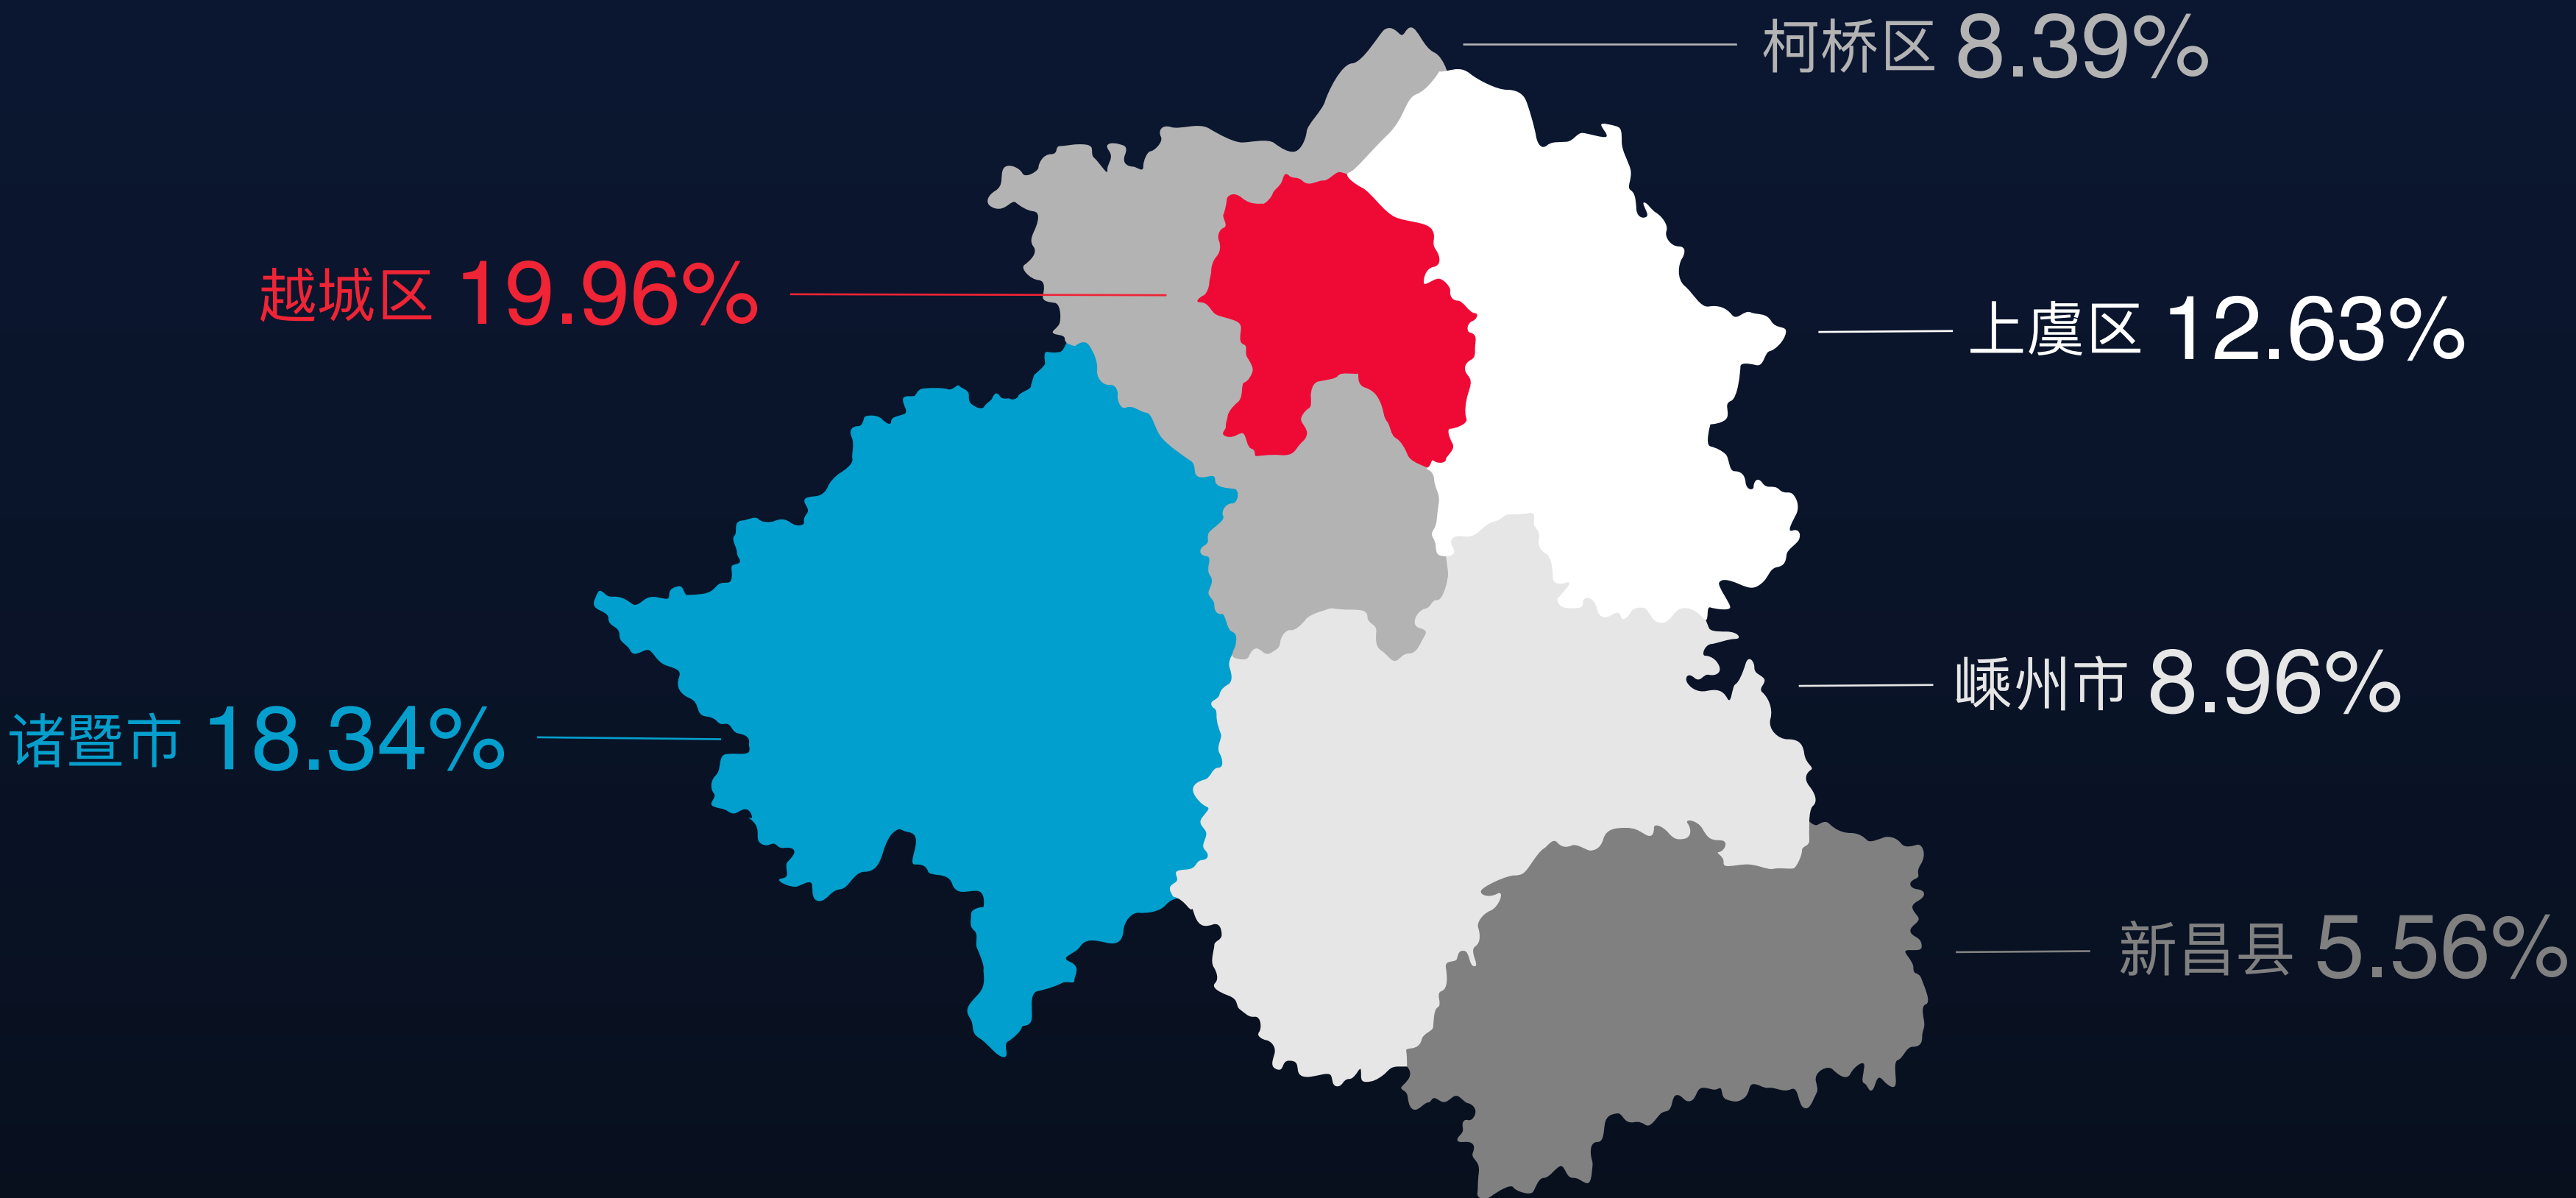 柯桥区 8.39%
越城区 19.96%
上虞区 12.63%
嵊州市 8.96%
诸暨市 18.34%
新昌县 5.56%